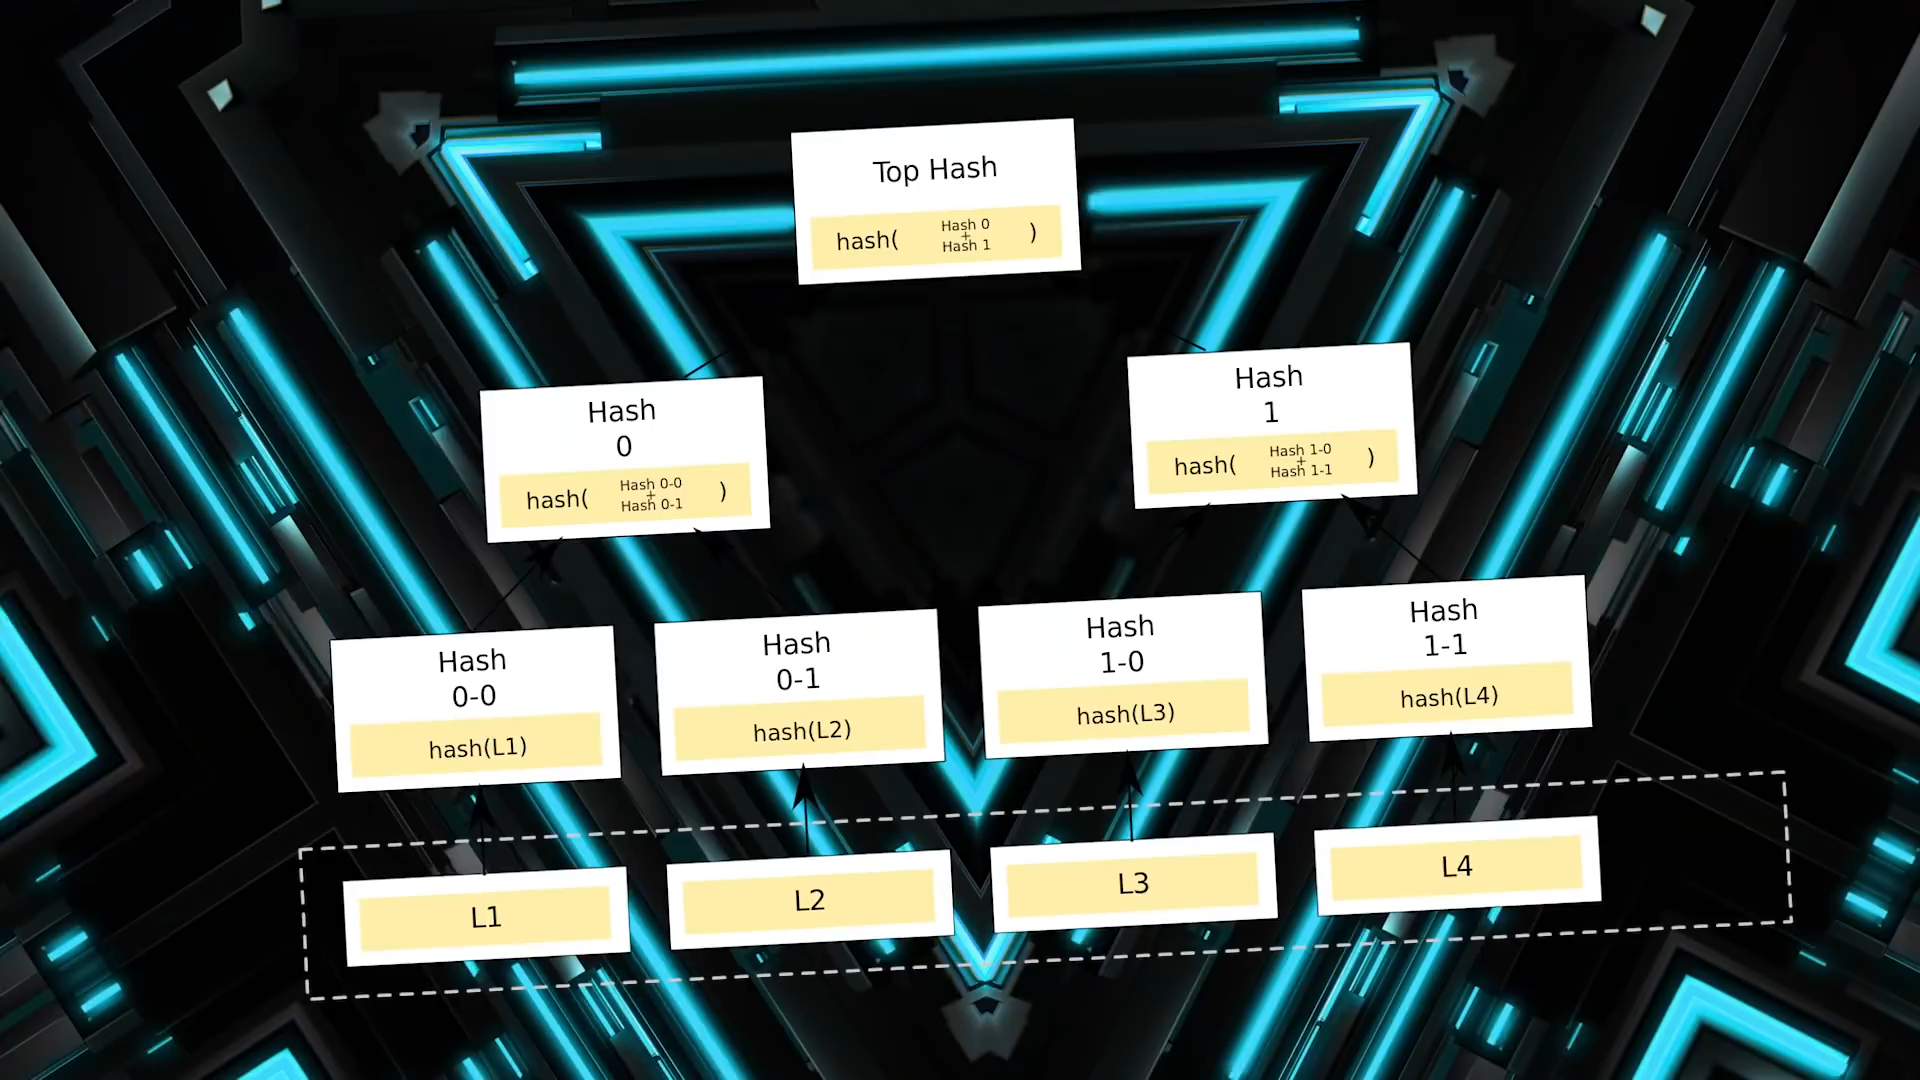 Top Hash
hash( Hash 0 + Hash 1 )
Hash
0
hash( Hash 0-0 + Hash 0-1 )
Hash
1
hash( Hash 1-0 + Hash 1-1 )
Hash
0-0
hash(L1)
Hash
0-1
hash(L2)
Hash
1-0
hash(L3)
Hash
1-1
hash(L4)
L1
L2
L3
L4